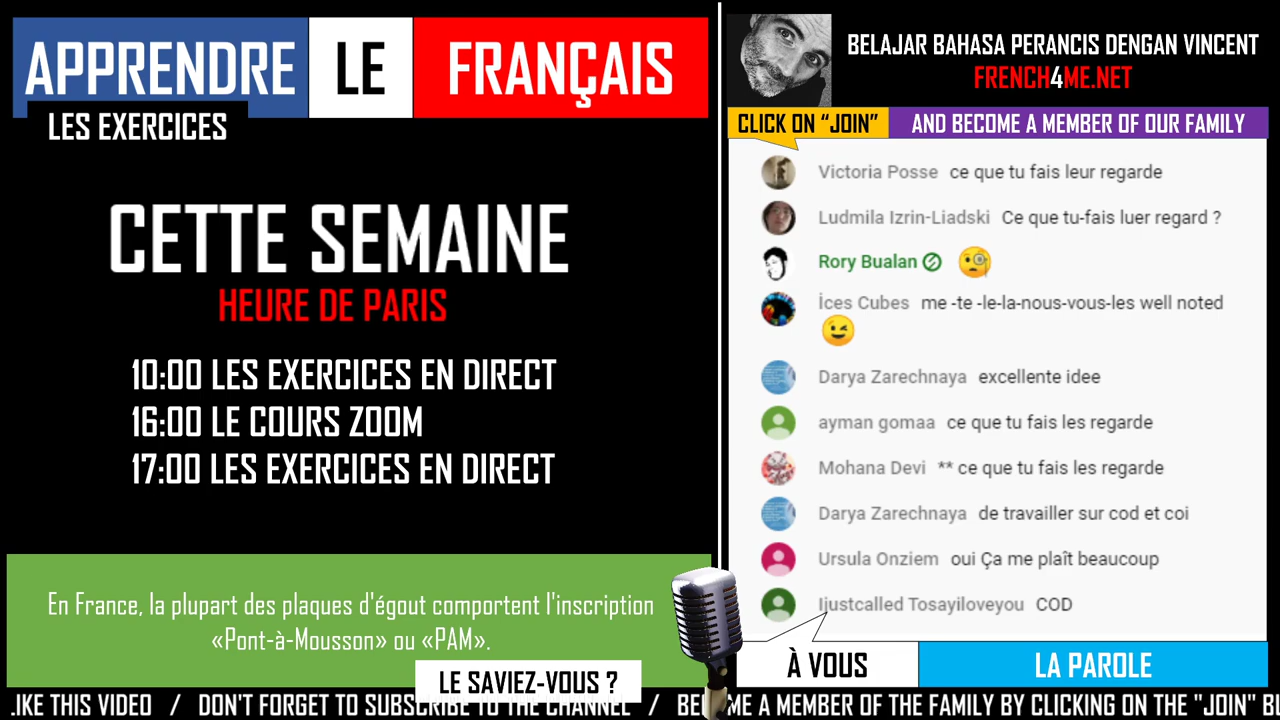 APPRENDRE LE FRANÇAIS
LES EXERCICES
CETTE SEMAINE
HEURE DE PARIS
10:00 LES EXERCICES EN DIRECT
16:00 LE COURS ZOOM
17:00 LES EXERCICES EN DIRECT
En France, la plupart des plaques d'égout comportent l'inscription
«Pont-à-Mousson» ou «PAM».
LE SAVIEZ-VOUS ?
BELAJAR BAHASA PERANCIS DENGAN VINCENT
FRENCH4ME.NET
CLICK ON “JOIN” AND BECOME A MEMBER OF OUR FAMILY
Victoria Posse ce que tu fais leur regarde
Ludmila Izrin-Liadski Ce que tu-fais luer regard ?
Rory Bualan
İces Cubes me -te -le-la-nous-vous-les well noted
Darya Zarechnaya excellente idee
ayman gomaa ce que tu fais les regarde
Mohana Devi ** ce que tu fais les regarde
Darya Zarechnaya de travailler sur cod et coi
Ursula Onziem oui Ça me plaît beaucoup
Ijustcalled Tosayiloveyou COD
À VOUS LA PAROLE
.IKE THIS VIDEO / DON'T FORGET TO SUBSCRIBE TO THE CHANNEL / BECOME A MEMBER OF THE FAMILY BY CLICKING ON THE "JOIN"